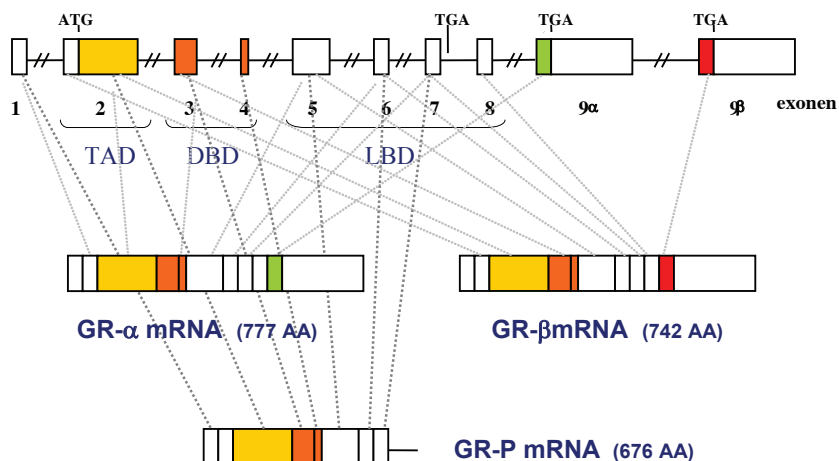 ATG TGA TGA TGA
1 2 3 4 5 6 7 8 9α 9β exonen
TAD DBD LBD
GR-α mRNA (777 AA)
GR-βmRNA (742 AA)
GR-P mRNA (676 AA)